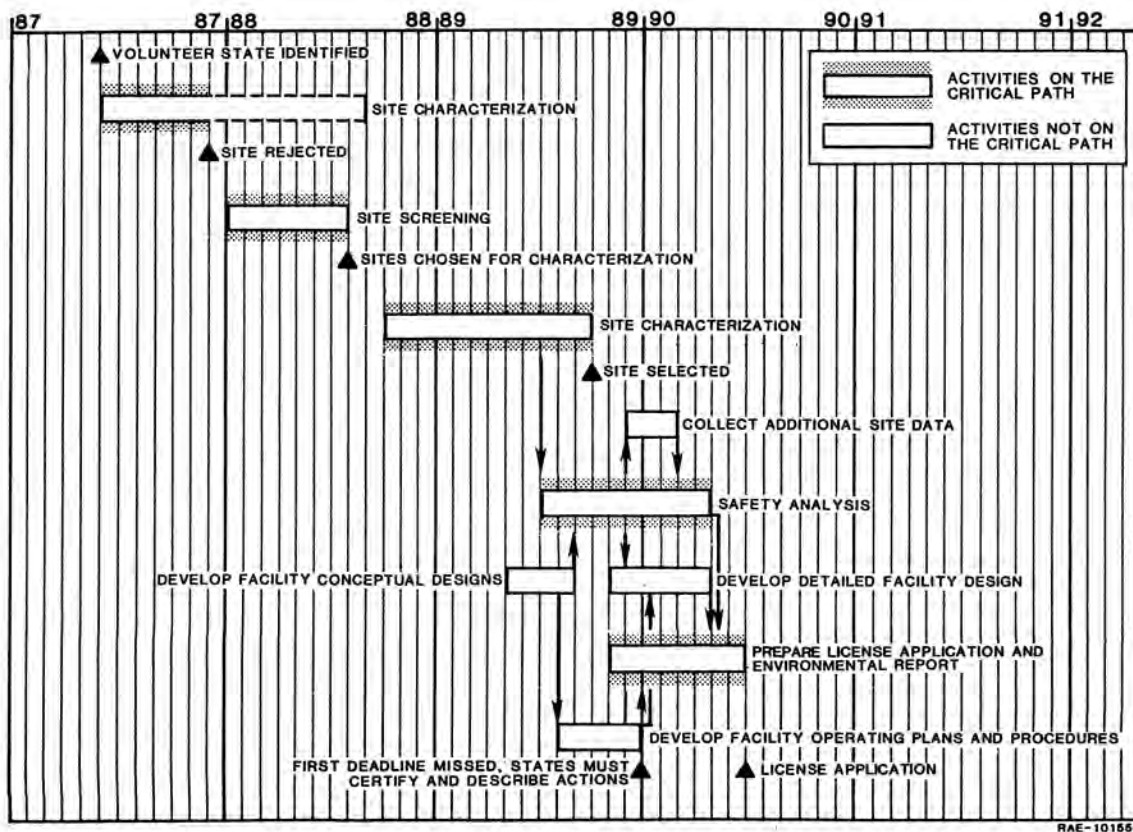 87 87 88 88 89 89 90 90 91 91 92
VOLUNTEER STATE IDENTIFIED
ACTIVITIES ON THE
CRITICAL PATH
ACTIVITIES NOT ON
THE CRITICAL PATH
SITE CHARACTERIZATION
SITE REJECTED
SITE SCREENING
SITES CHOSEN FOR CHARACTERIZATION
SITE CHARACTERIZATION
SITE SELECTED
COLLECT ADDITIONAL SITE DATA
SAFETY ANALYSIS
DEVELOP FACILITY CONCEPTUAL DESIGNS
DEVELOP DETAILED FACILITY DESIGN
PREPARE LICENSE APPLICATION AND
ENVIRONMENTAL REPORT
DEVELOP FACILITY OPERATING PLANS AND PROCEDURES
FIRST DEADLINE MISSED, STATES MUST
CERTIFY AND DESCRIBE ACTIONS
LICENSE APPLICATION
RAE-10155